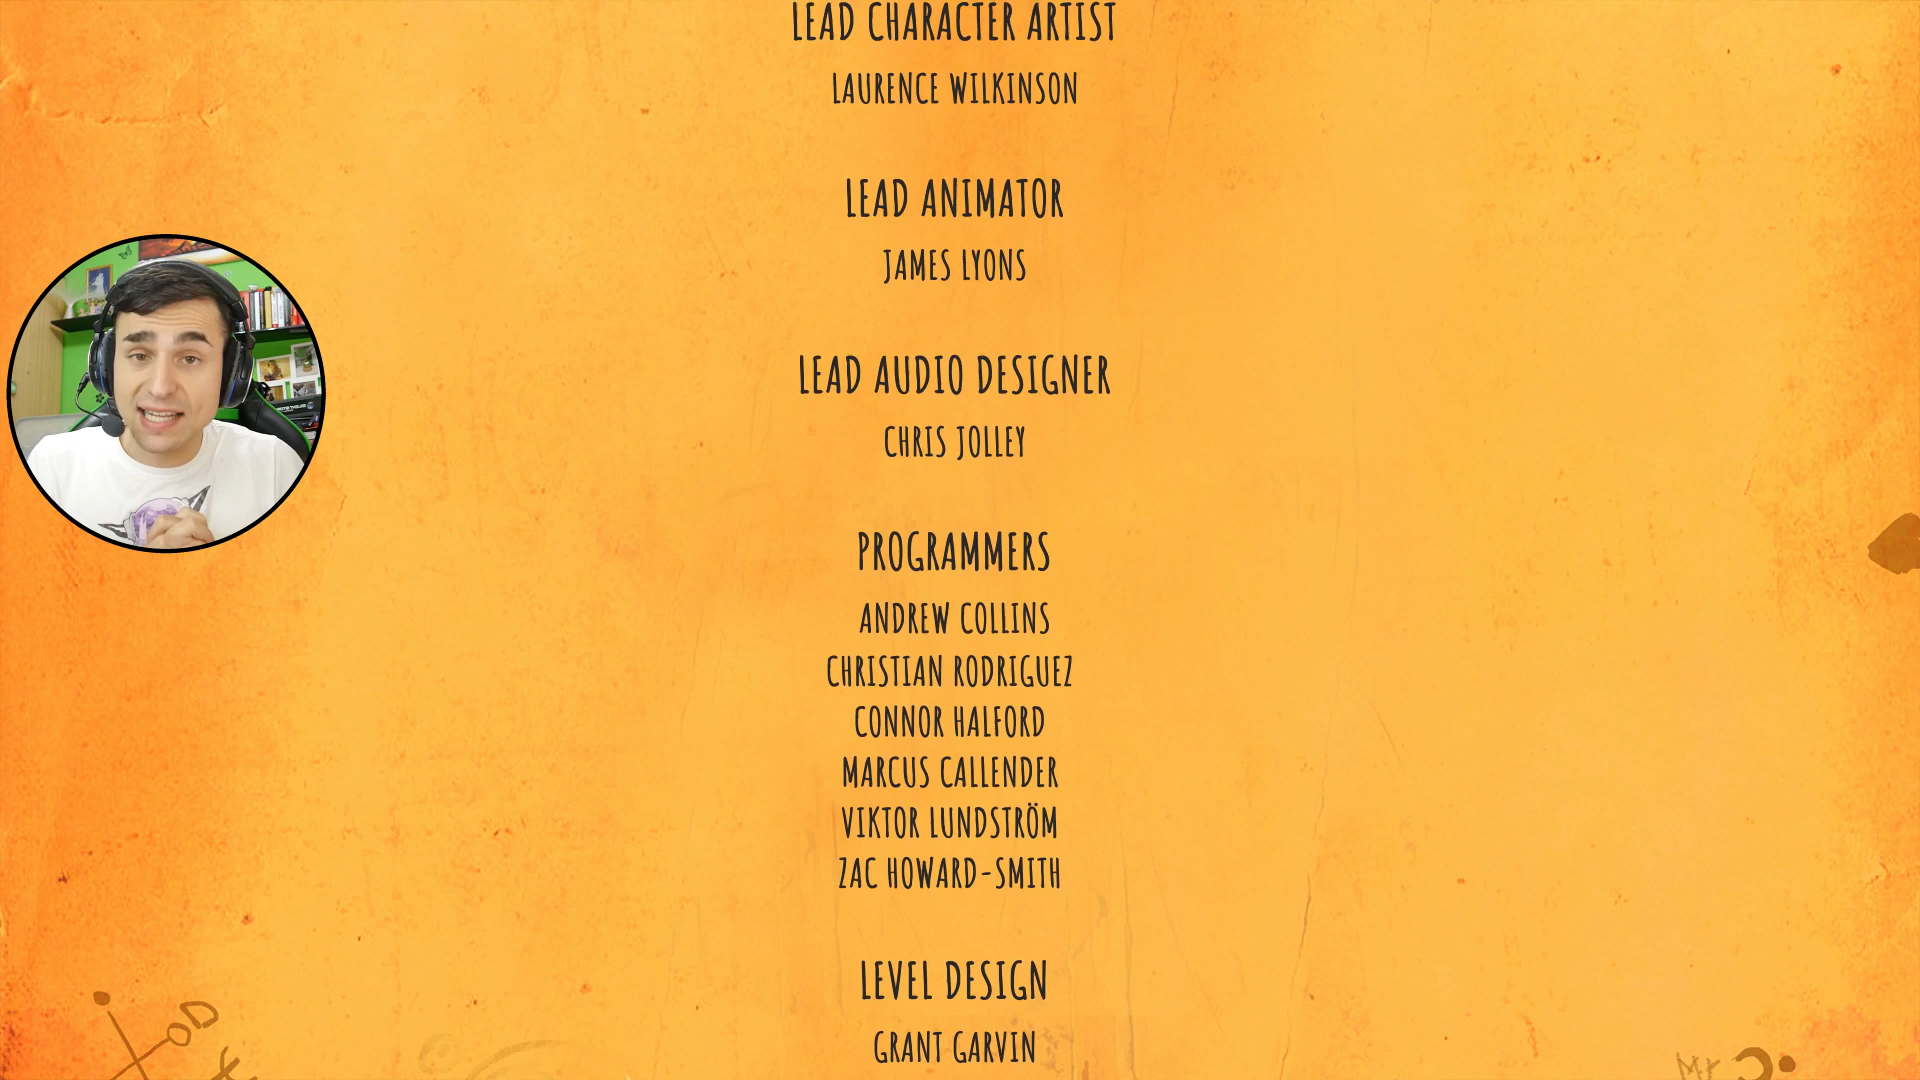 LEAD CHARACTER ARTIST
LAURENCE WILKINSON
LEAD ANIMATOR
JAMES LYONS
LEAD AUDIO DESIGNER
CHRIS JOLLEY
PROGRAMMERS
ANDREW COLLINS
CHRISTIAN RODRIGUEZ
CONNOR HALFORD
MARCUS CALLENDER
VIKTOR LUNDSTRÖM
ZAC HOWARD-SMITH
LEVEL DESIGN
GRANT GARVIN